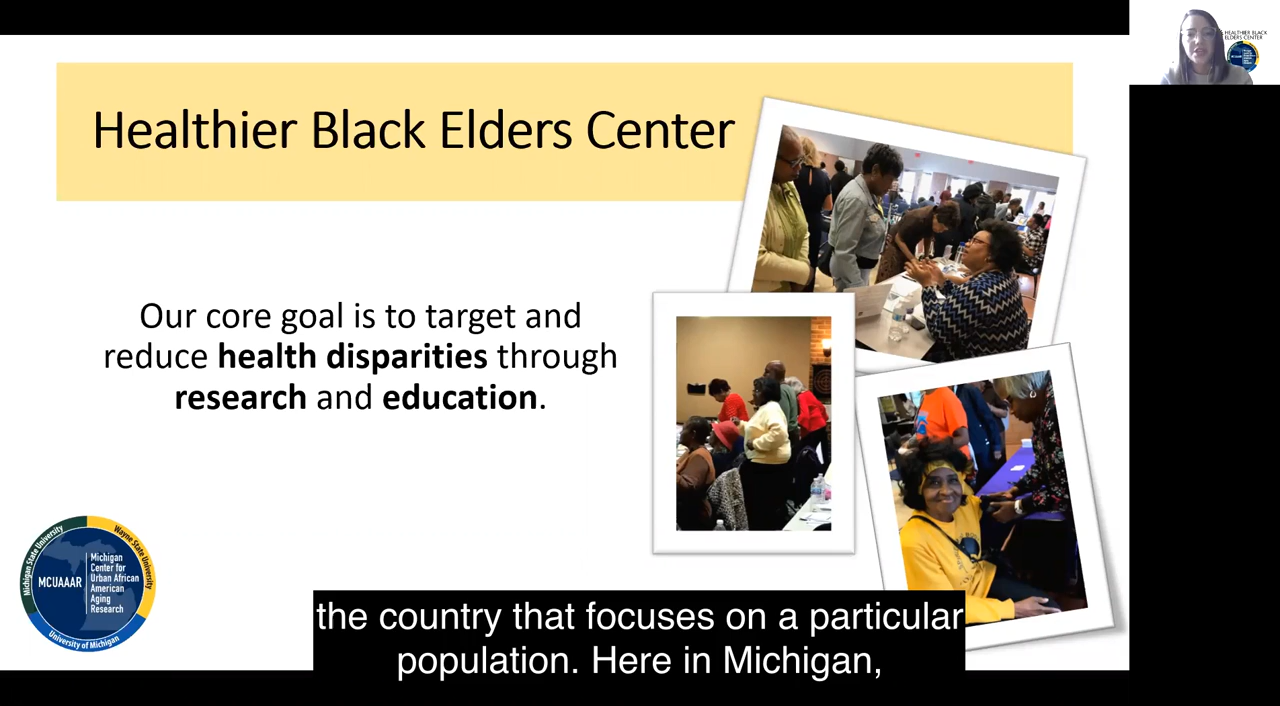 Healthier Black Elders Center
Our core goal is to target and
reduce health disparities through
research and education.
HEALTHIER BLACK
ELDERS CENTER
MCUAAAR
Michigan State University
Wayne State University
University of Michigan
MCUAAAR
Michigan
Center for
Urban African
American
Aging
Research
the country that focuses on a particular
population. Here in Michigan,